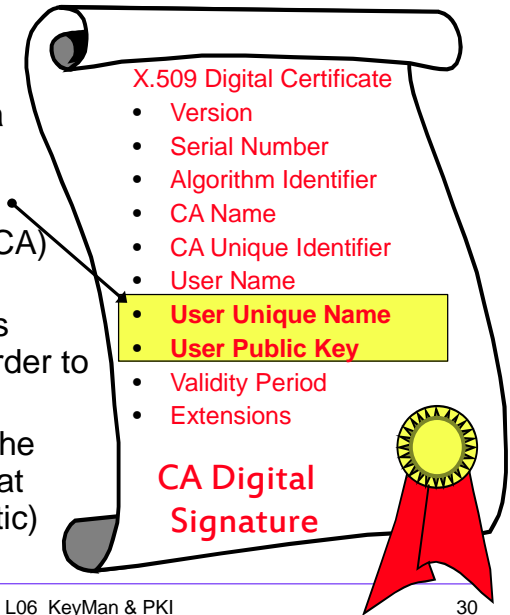 X.509 Digital Certificate
• Version
• Serial Number
• Algorithm Identifier
• CA Name
• CA Unique Identifier
• User Name
• User Unique Name
• User Public Key
• Validity Period
• Extensions
CA Digital
Signature
CA)
rder to
he
at
tic)
L06 KeyMan & PKI
30